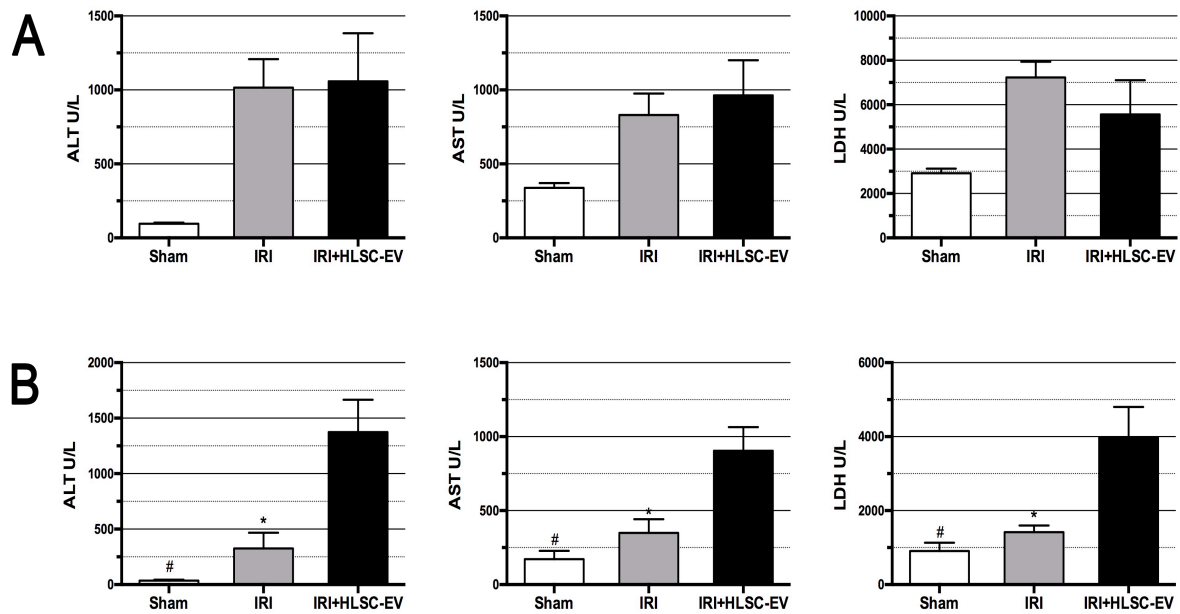 A
ALT U/L
1500
1000
500
0
Sham IRI IRI+HLSC-EV
AST U/L
1500
1000
500
0
Sham IRI IRI+HLSC-EV
LDH U/L
10000
8000
6000
4000
2000
0
Sham IRI IRI+HLSC-EV
B
ALT U/L
2000
1500
1000
500
0
#
*
Sham IRI IRI+HLSC-EV
AST U/L
1500
1000
500
0
#
*
Sham IRI IRI+HLSC-EV
LDH U/L
6000
4000
2000
0
#
*
Sham IRI IRI+HLSC-EV